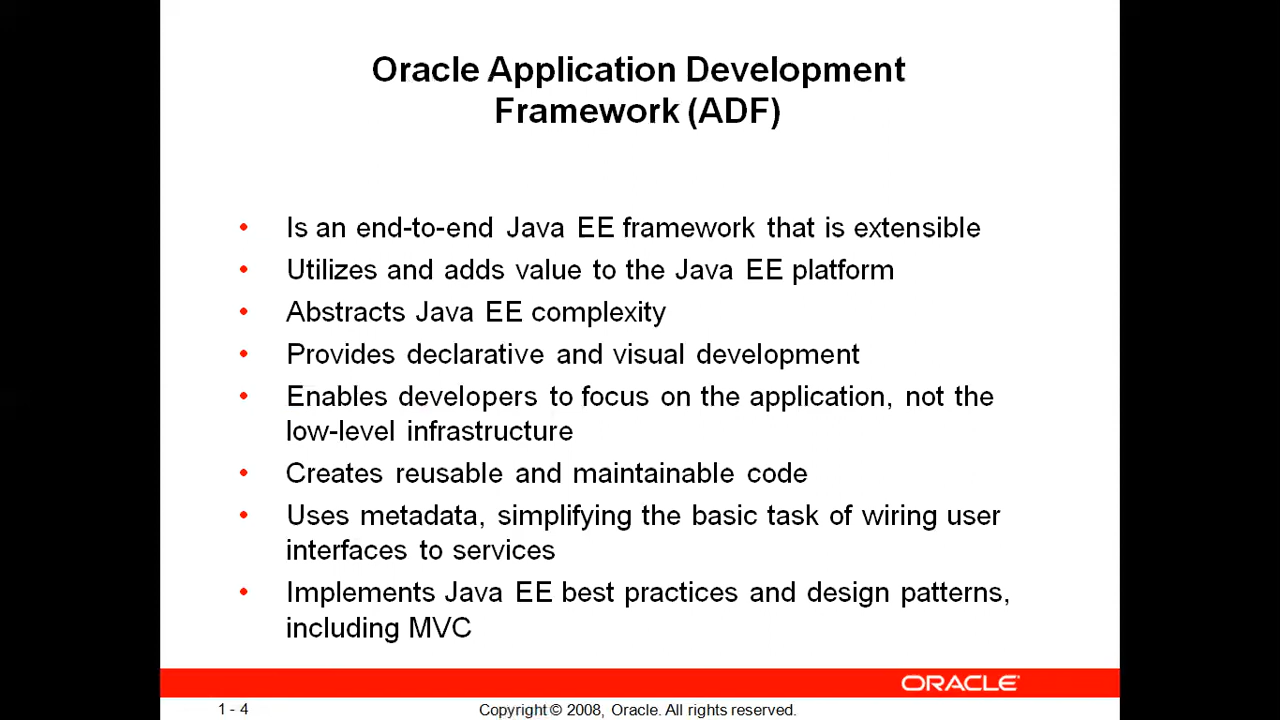 Oracle Application Development
Framework (ADF)
• Is an end-to-end Java EE framework that is extensible
• Utilizes and adds value to the Java EE platform
• Abstracts Java EE complexity
• Provides declarative and visual development
• Enables developers to focus on the application, not the
low-level infrastructure
• Creates reusable and maintainable code
• Uses metadata, simplifying the basic task of wiring user
interfaces to services
• Implements Java EE best practices and design patterns,
including MVC
ORACLE
1 - 4
Copyright © 2008, Oracle. All rights reserved.